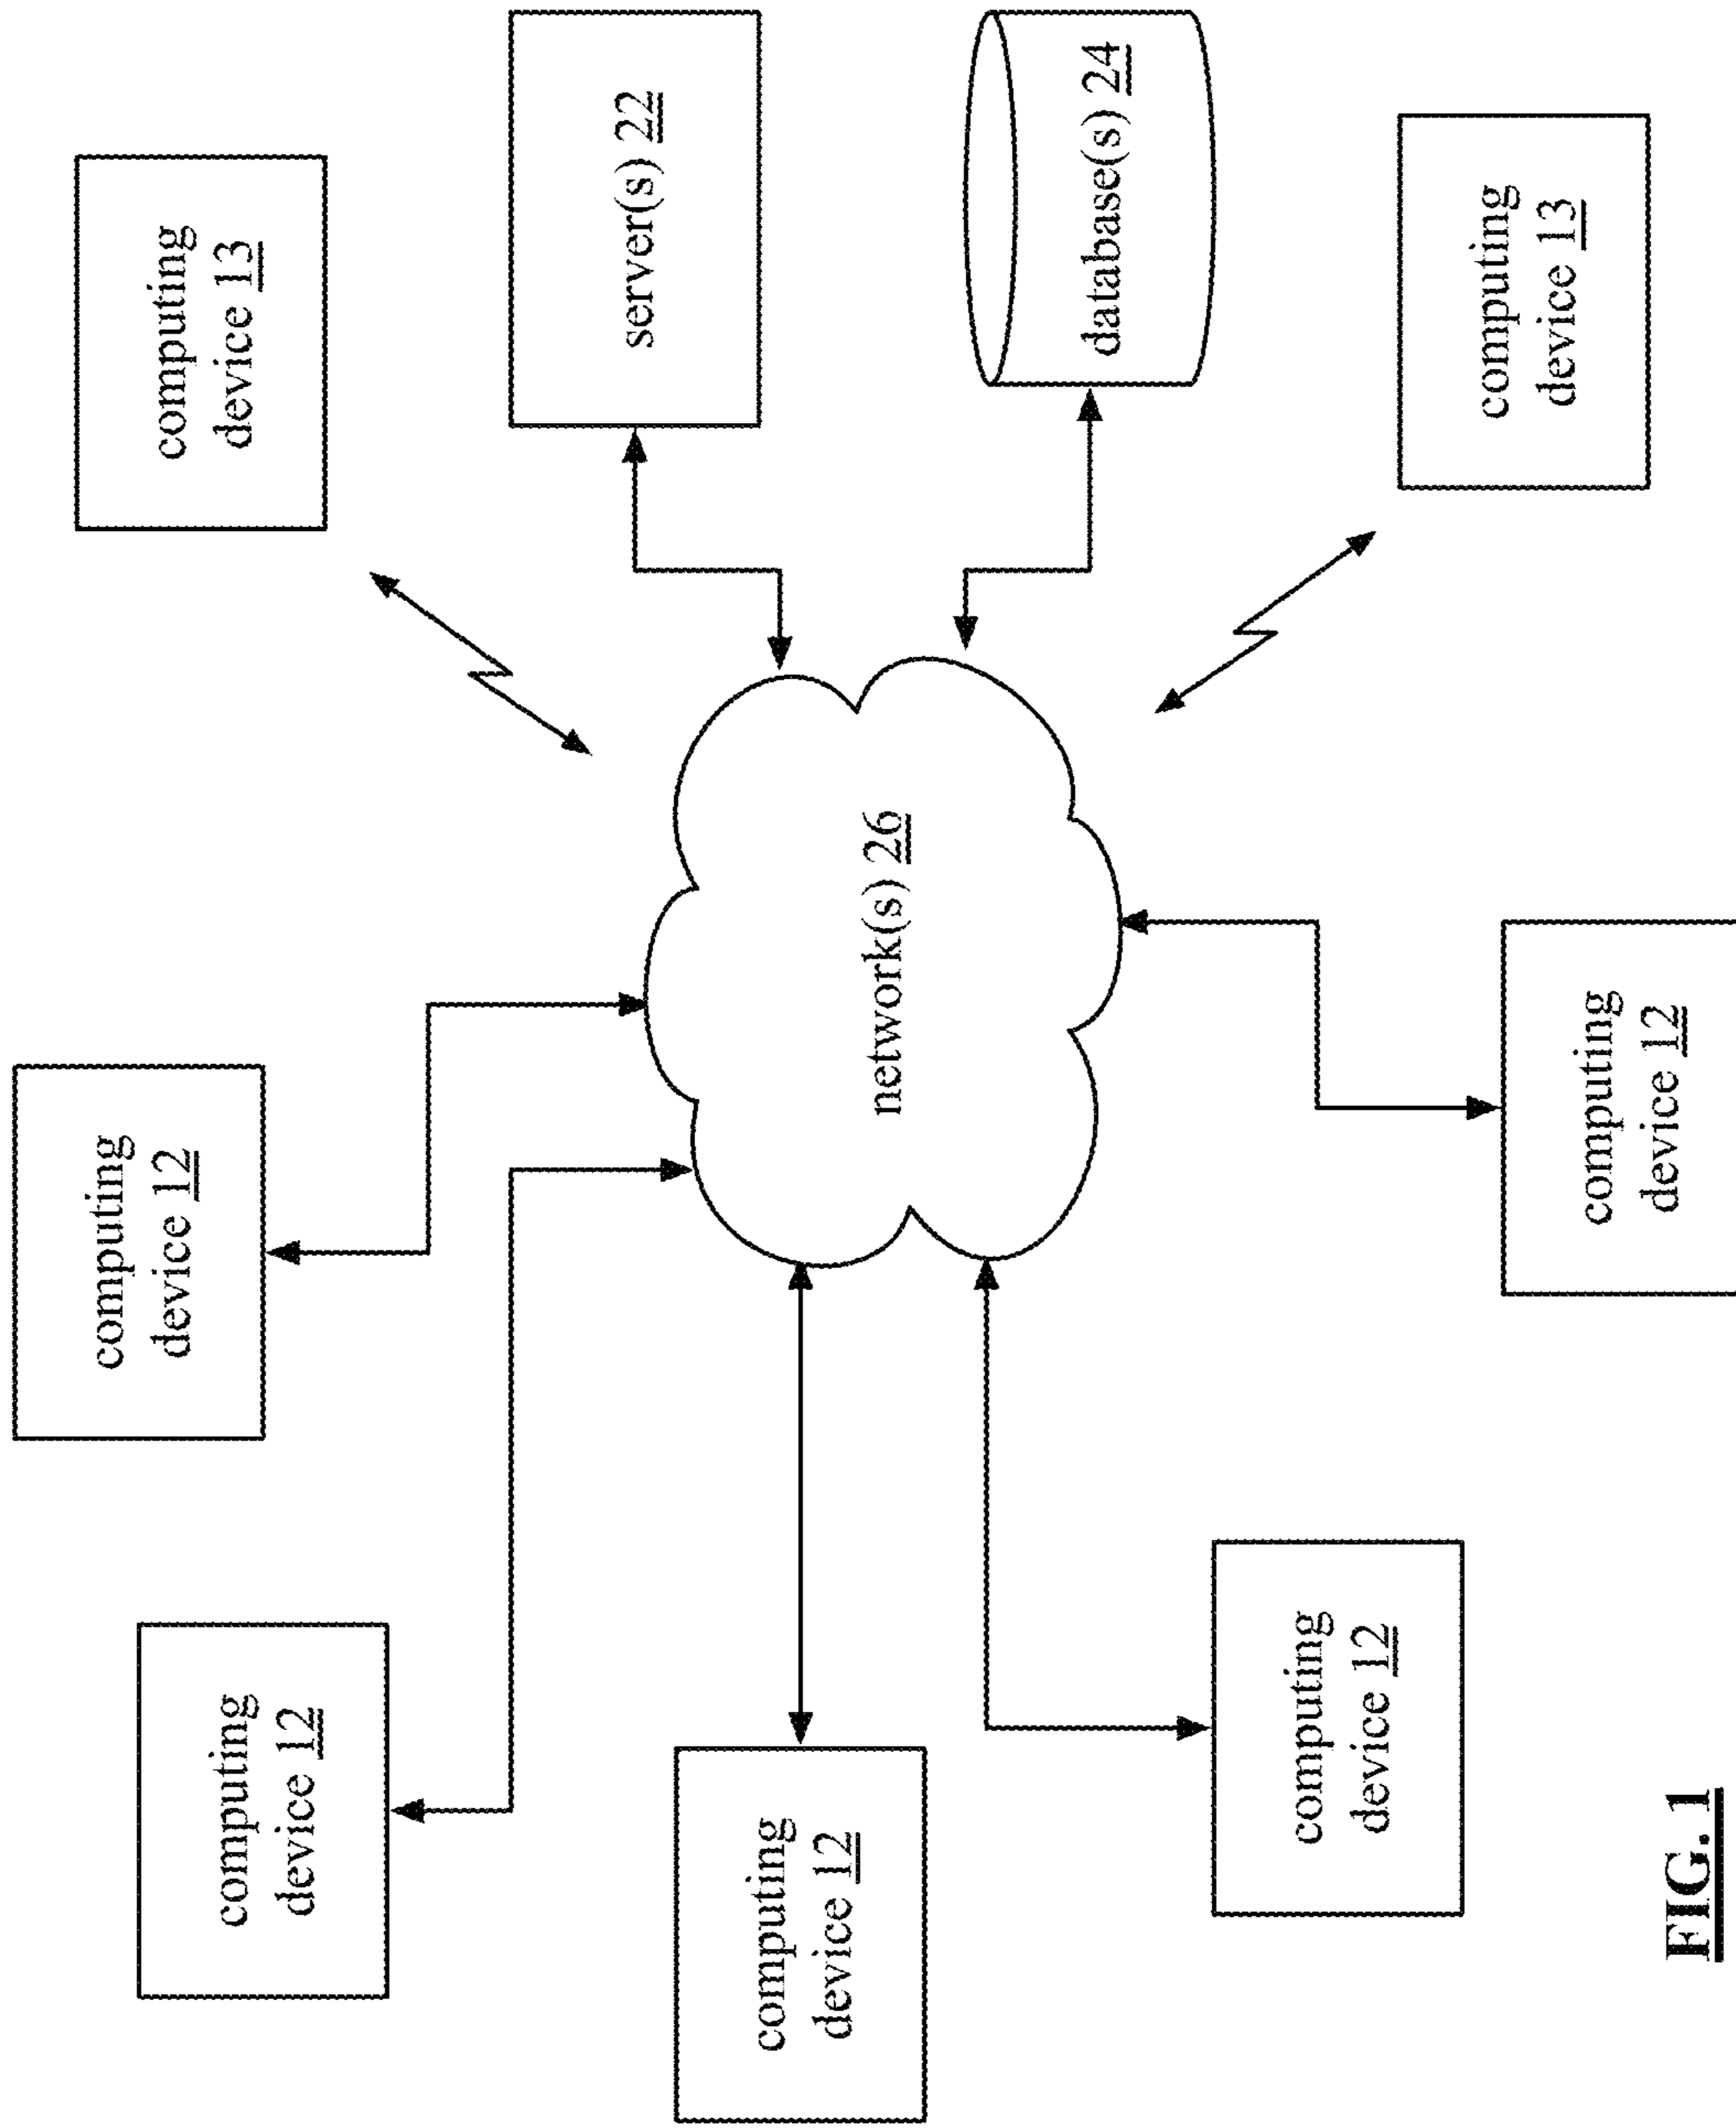 computing
device 12
computing
device 13
computing
device 12
server(s) 22
computing
device 12
network(s) 26
database(s) 24
computing
device 12
computing
device 13
computing
device 12
FIG. 1